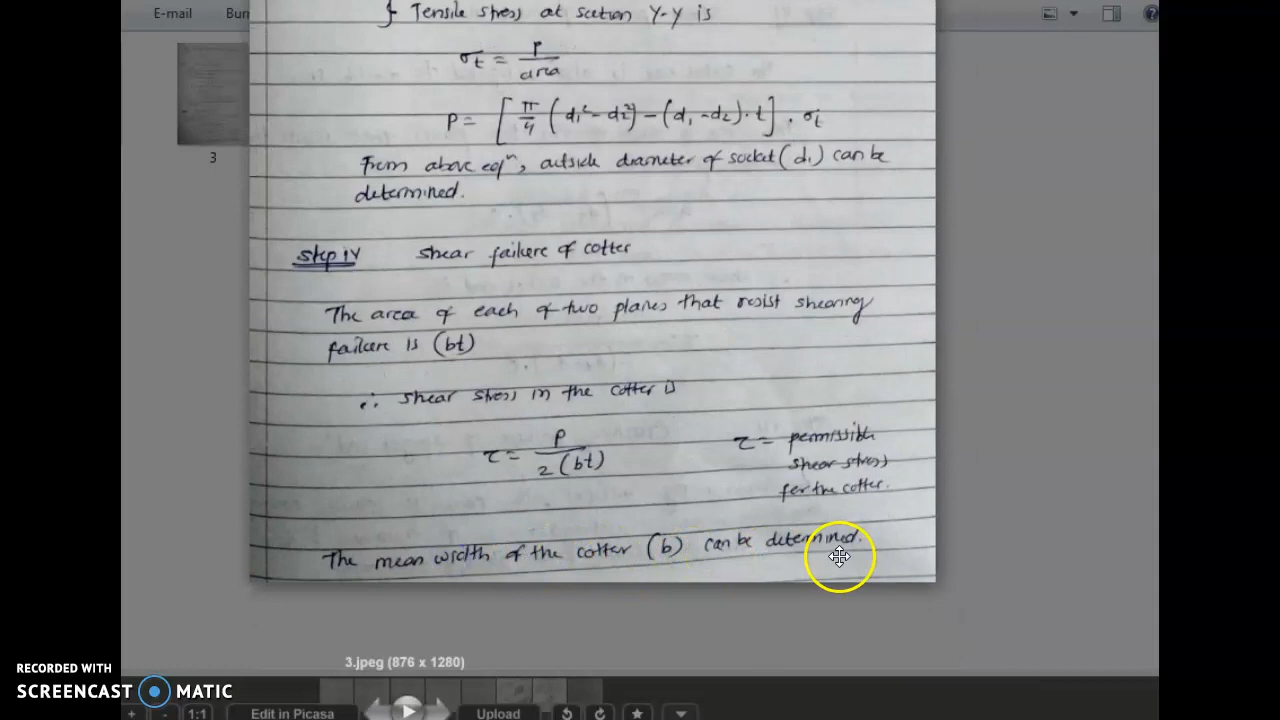 E-mail
} Tensile stress at section Y-Y is
σt = P / area
P = [ π/4 (d1² - d2²) - (d1 - d2) · t ] · σt
From above eqⁿ, outside diameter of socket (d1) can be
determined.
3
Step iv Shear failure of cotter
The area of each of two planes that resist shearing
failure is (bt)
∴ shear stress in the cotter is
τ = P / 2(bt)
τ = permissible
shear stress
for the cotter.
The mean width of the cotter (b) can be determined.
3.jpeg (876 x 1280)
RECORDED WITH
SCREENCAST MATIC
1:1 Edit in Picasa Upload